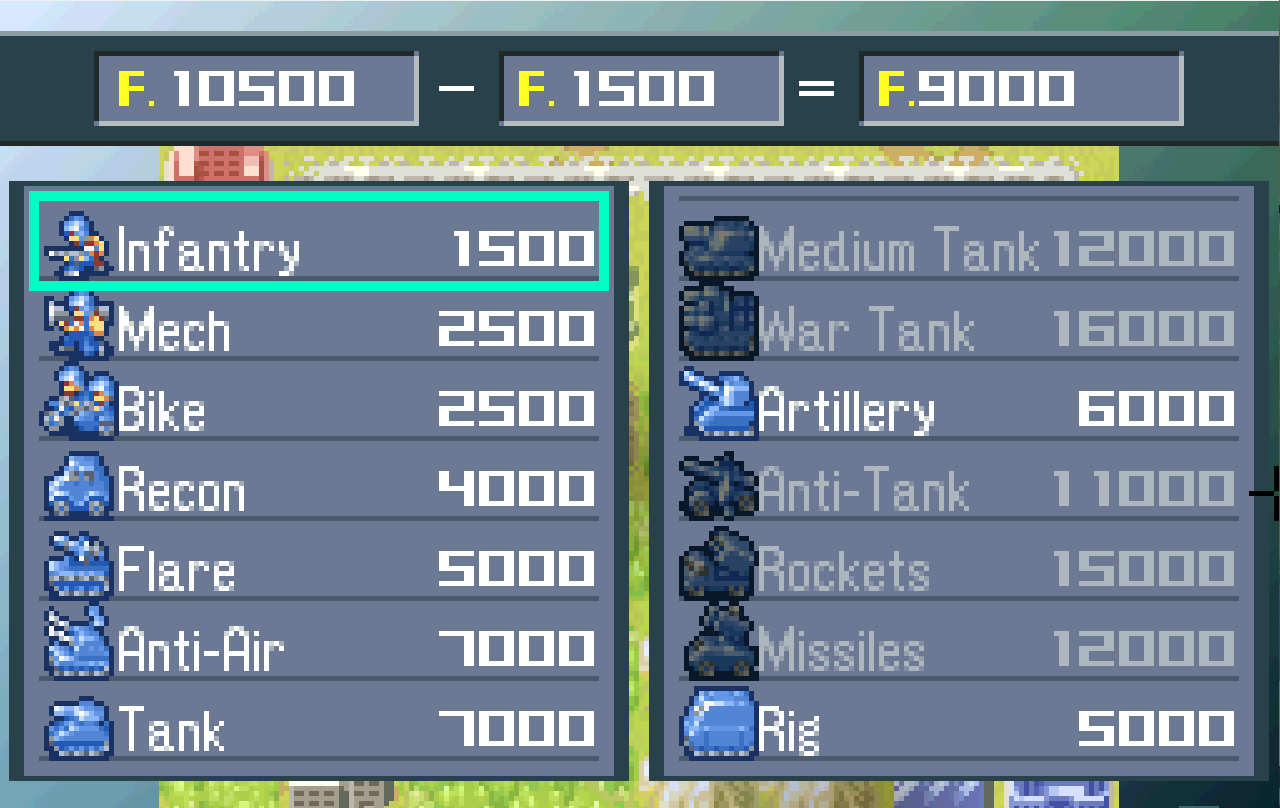 F. 10500 — F. 1500 = F.9000
Infantry 1500
Mech 2500
Bike 2500
Recon 4000
Flare 5000
Anti-Air 7000
Tank 7000
Medium Tank 12000
War Tank 16000
Artillery 6000
Anti-Tank 11000
Rockets 15000
Missiles 12000
Rig 5000